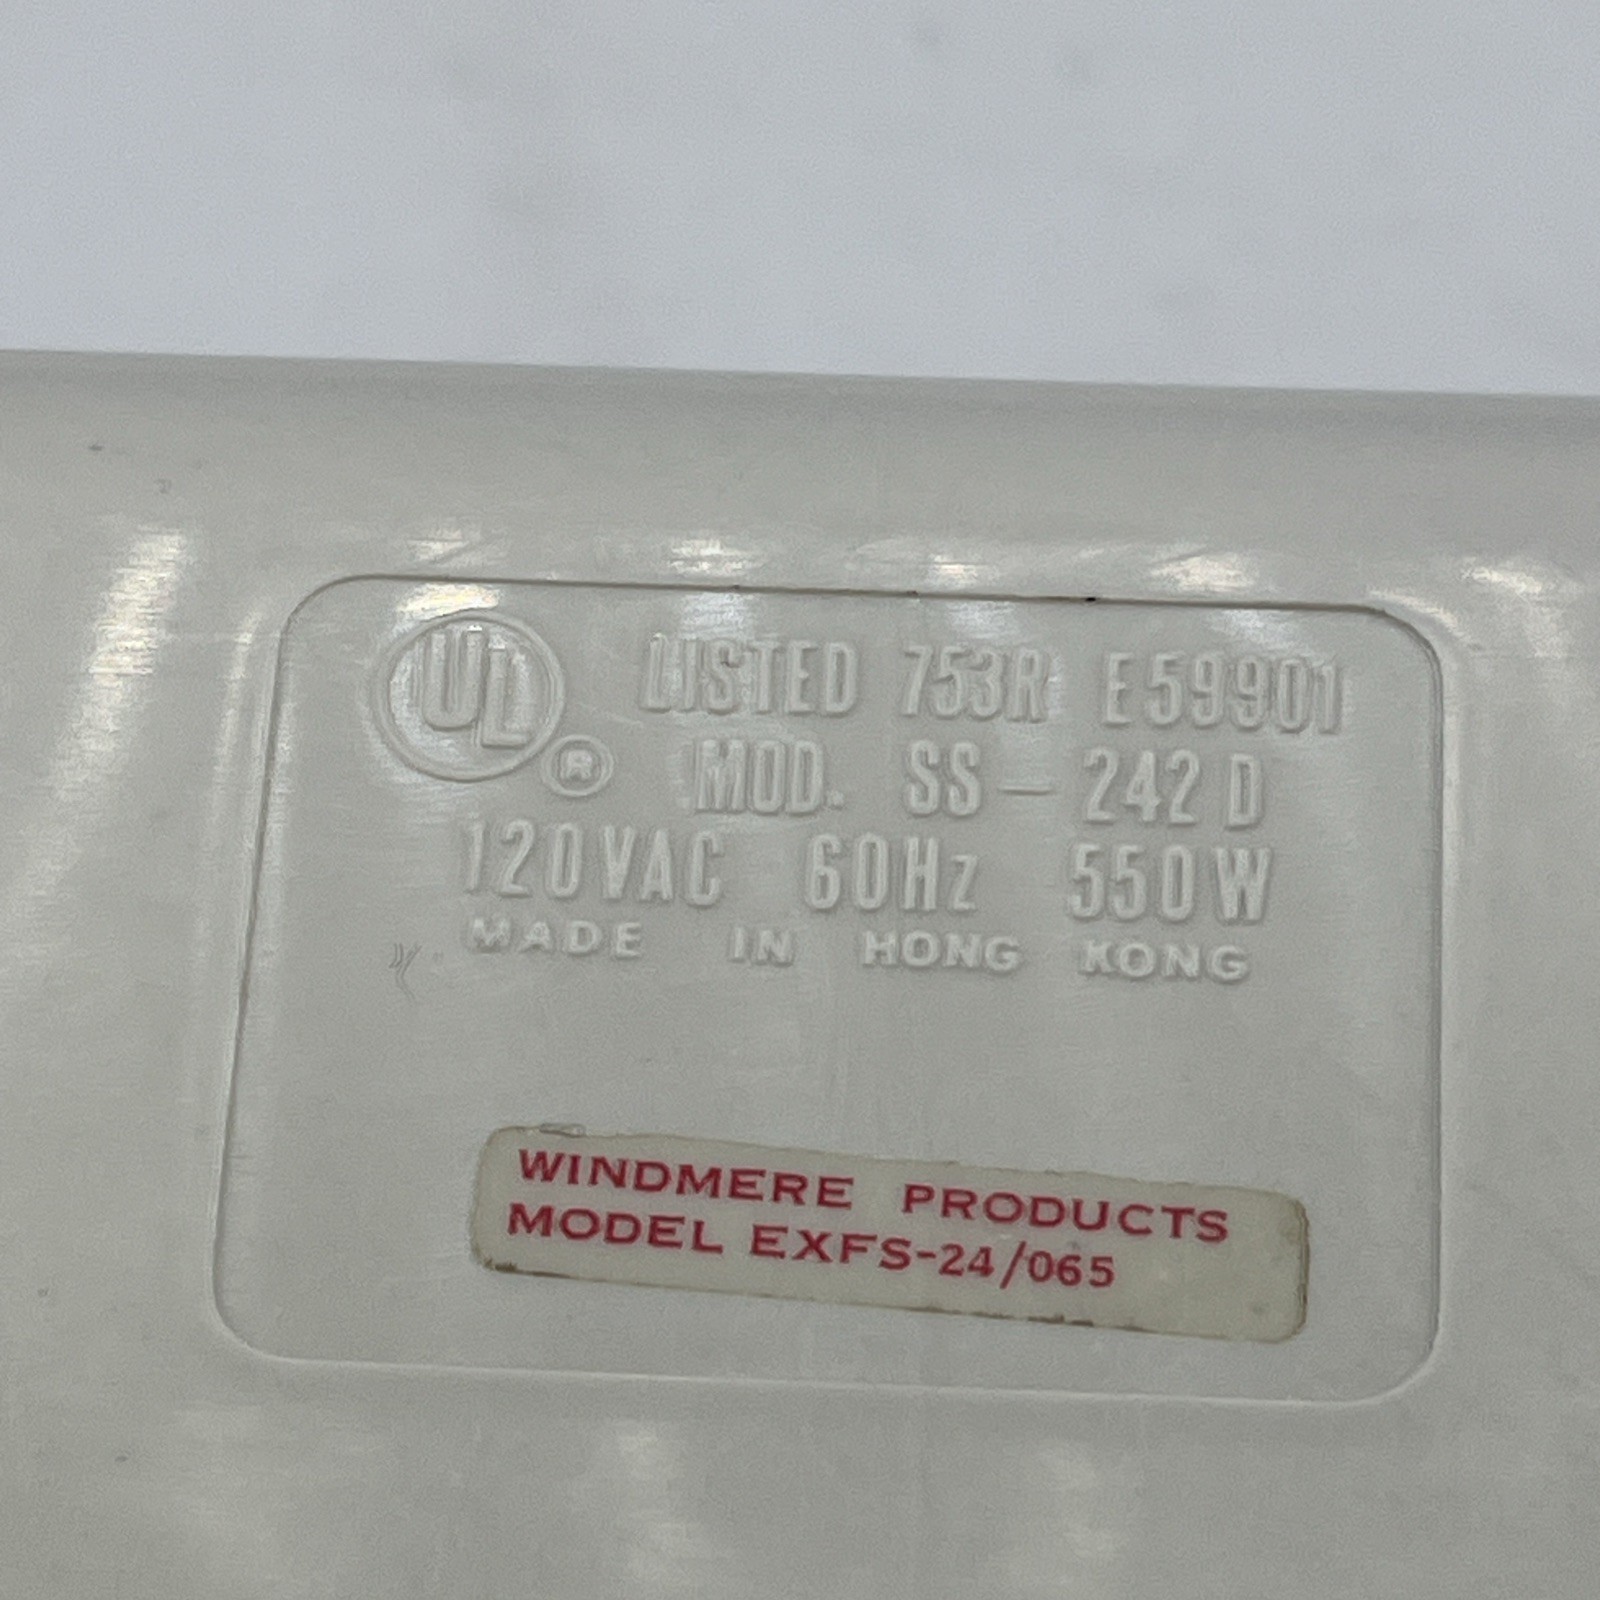 UL® LISTED 753R E59901
MOD. SS-242D
120VAC 60Hz 550W
MADE IN HONG KONG
WINDMERE PRODUCTS
MODEL EXFS-24/065